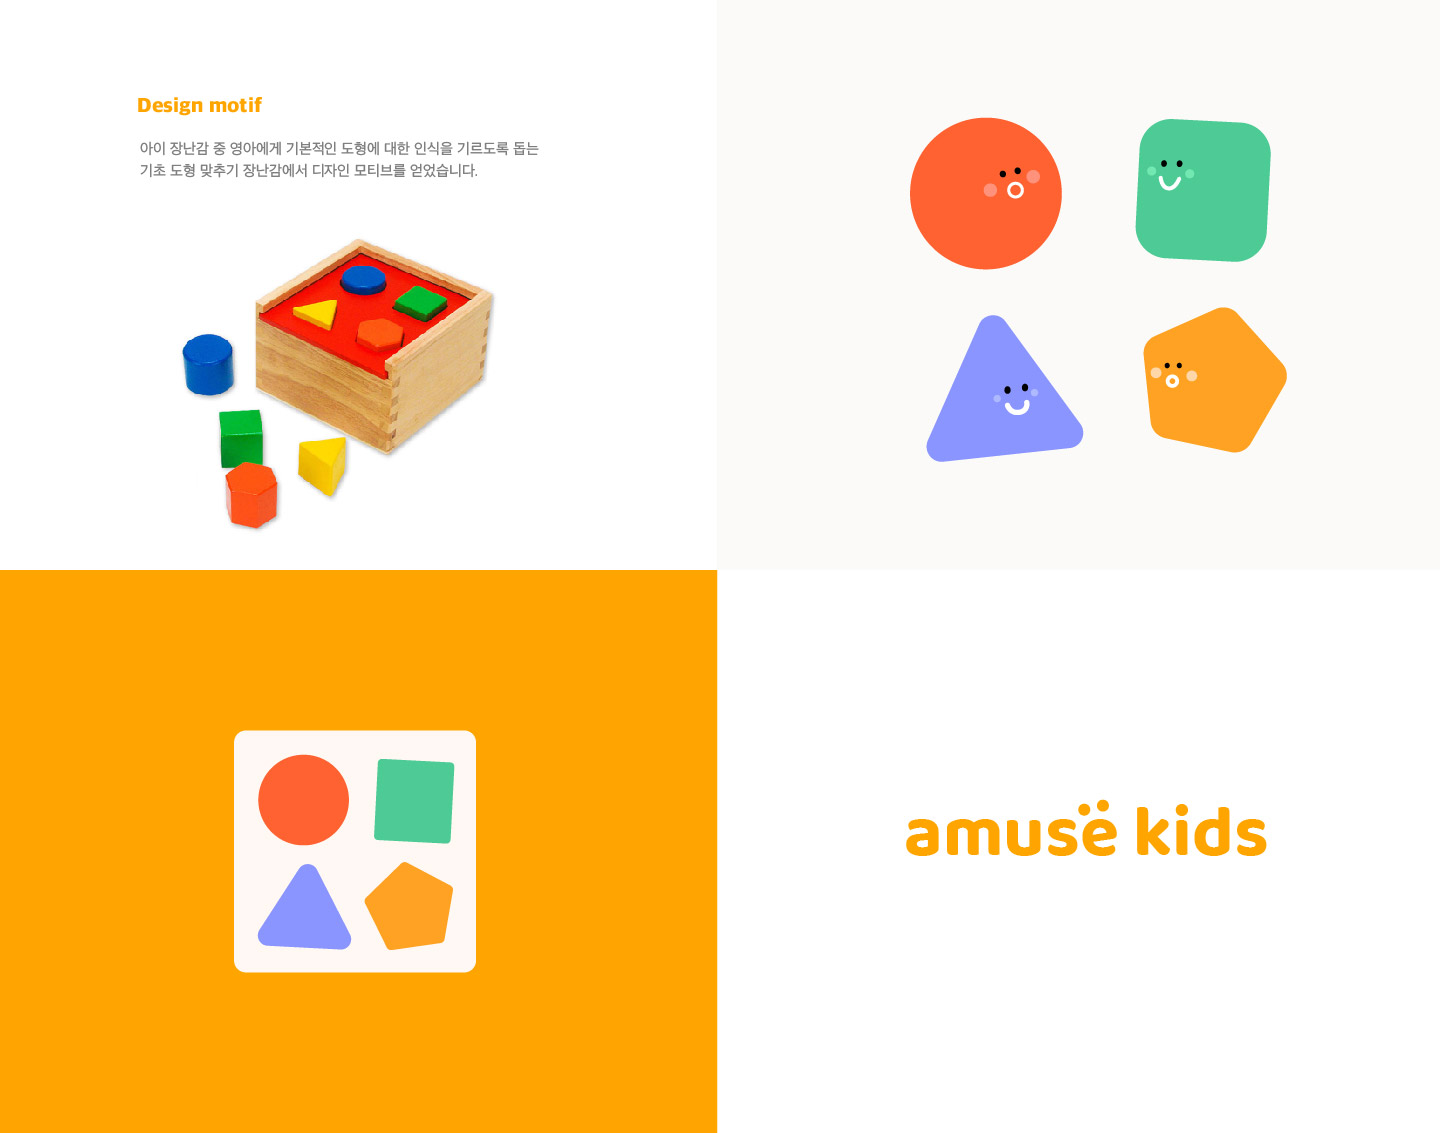 Design motif
아이 장난감 중 영아에게 기본적인 도형에 대한 인식을 기르도록 돕는
기초 도형 맞추기 장난감에서 디자인 모티브를 얻었습니다.
amusë kids